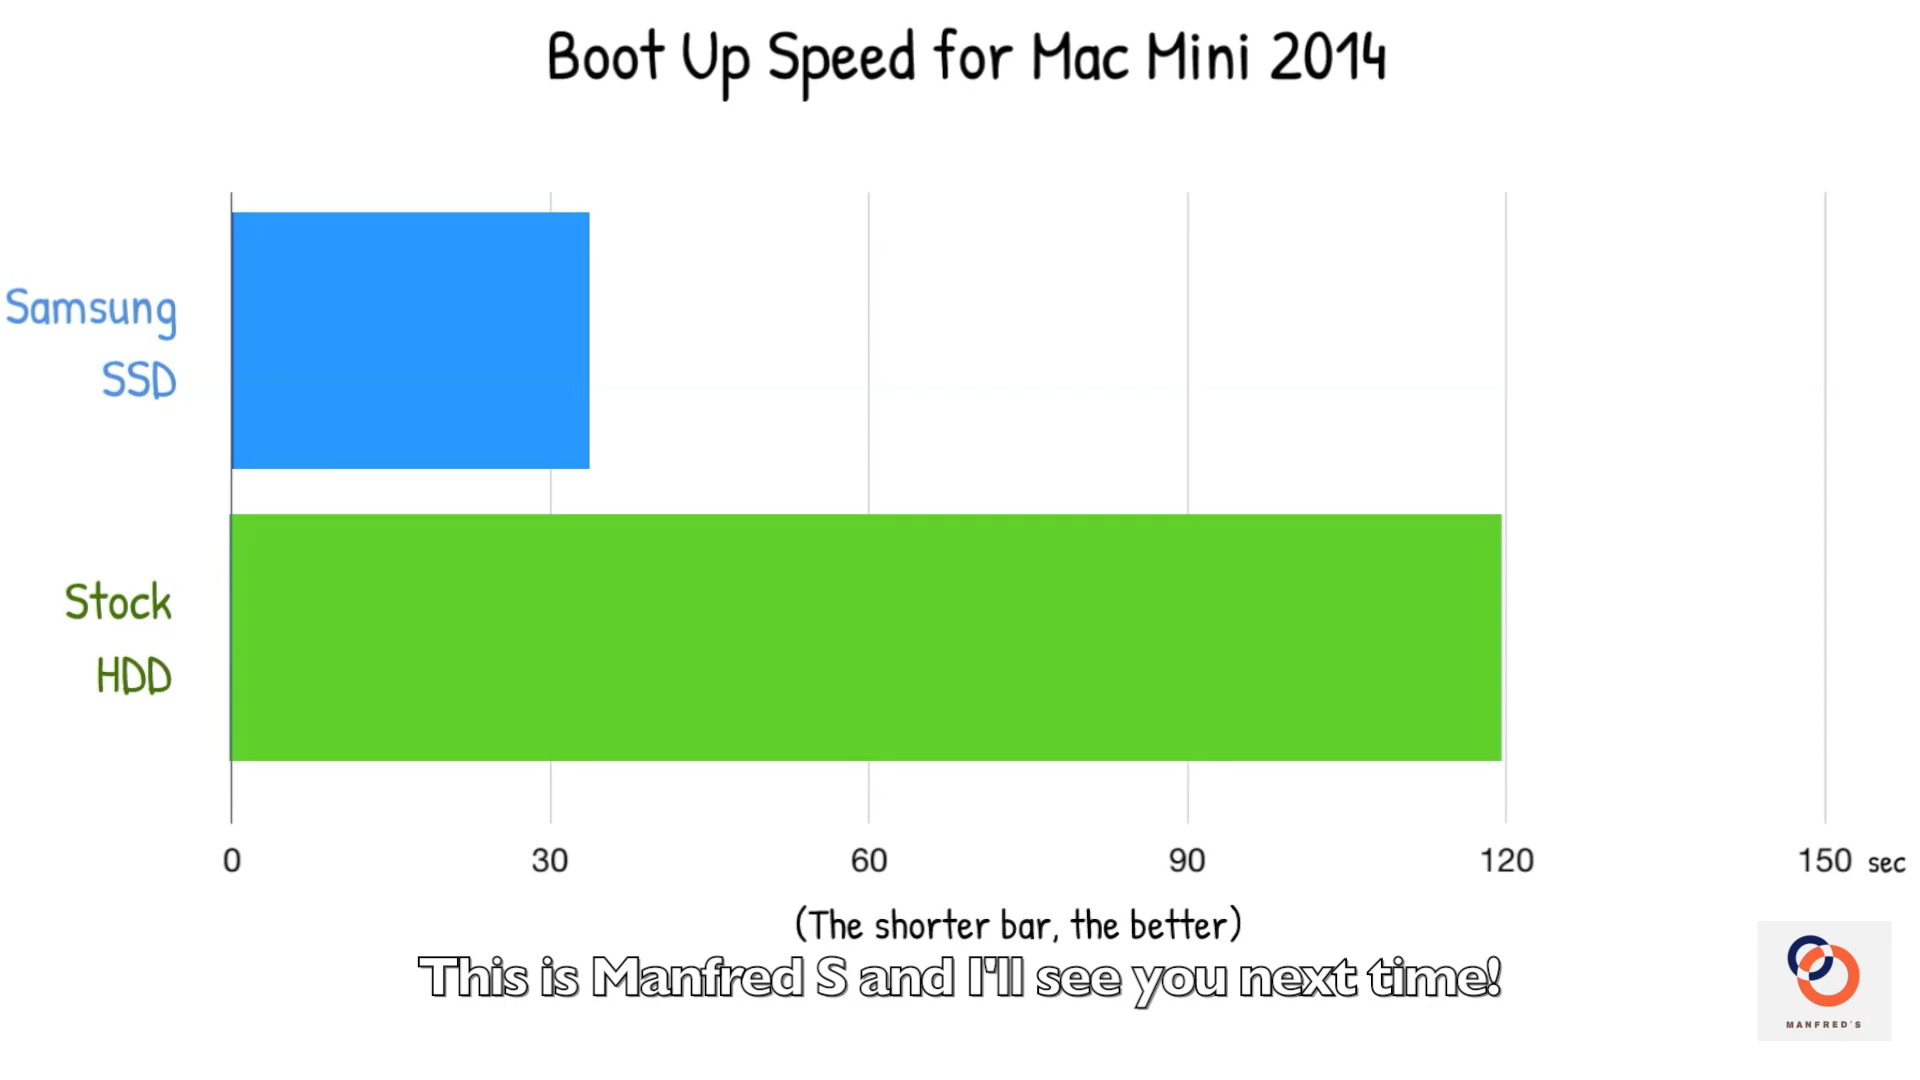 Boot Up Speed for Mac Mini 2014
Samsung
SSD
Stock
HDD
0 30 60 90 120 150 sec
(The shorter bar, the better)
This is Manfred S and I'll see you next time!
MANFRED'S